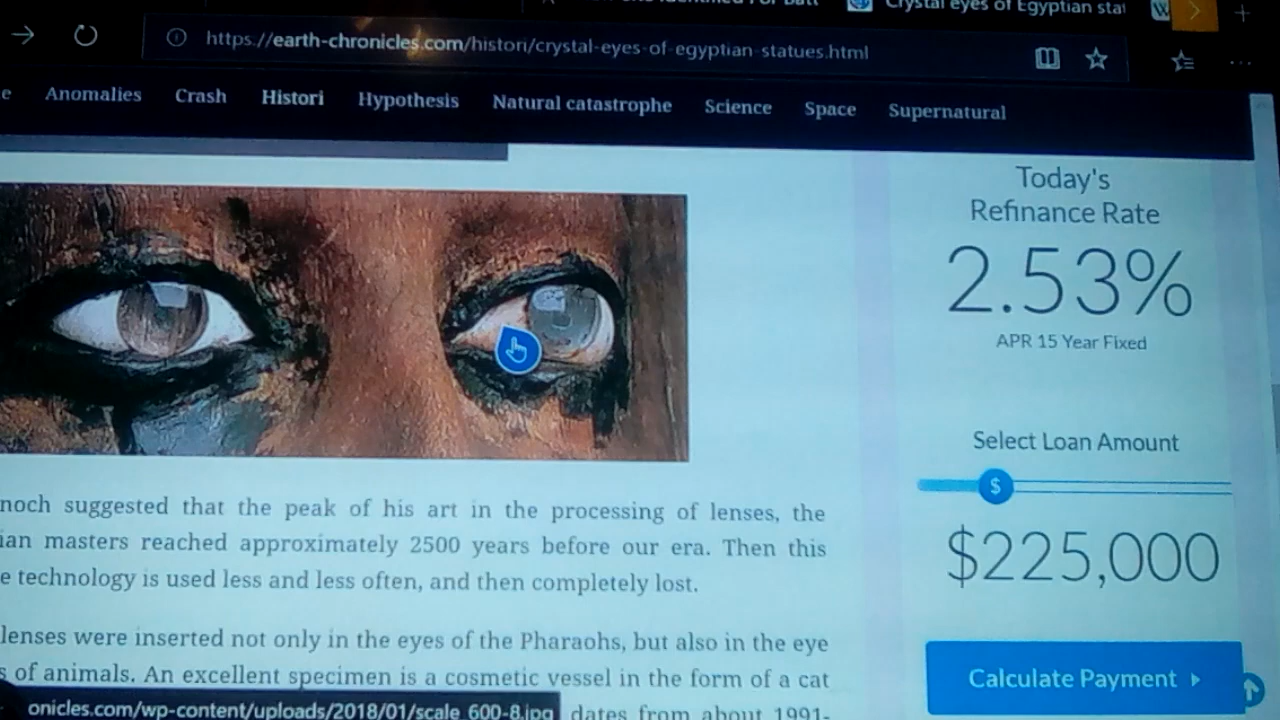 Crystal eyes of Egyptian stat
W
https://earth-chronicles.com/histori/crystal-eyes-of-egyptian-statues.html
e Anomalies Crash Histori Hypothesis Natural catastrophe Science Space Supernatural
noch suggested that the peak of his art in the processing of lenses, the
ian masters reached approximately 2500 years before our era. Then this
e technology is used less and less often, and then completely lost.
lenses were inserted not only in the eyes of the Pharaohs, but also in the eye
s of animals. An excellent specimen is a cosmetic vessel in the form of a cat
dates from about 1991-
onicles.com/wp-content/uploads/2018/01/scale_600-8.jpg
Today's
Refinance Rate
2.53%
APR 15 Year Fixed
Select Loan Amount
$
$225,000
Calculate Payment